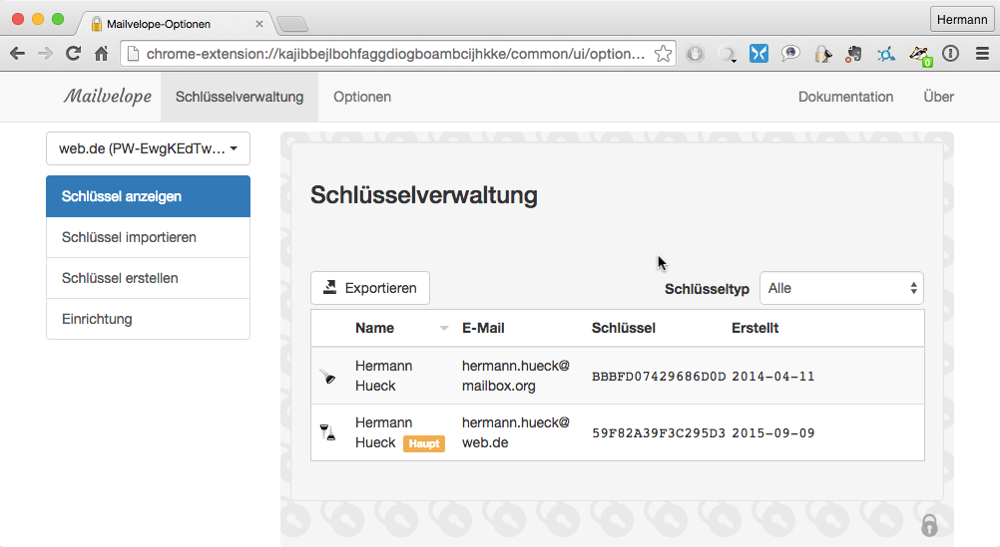 Mailvelope-Optionen
Hermann
chrome-extension://kajibbejlbohfaggdiogboambcijhkke/common/ui/option...
0
Mailvelope
Schlüsselverwaltung
Optionen
Dokumentation
Über
web.de (PW-EwgKEdTw...
Schlüssel anzeigen
Schlüssel importieren
Schlüssel erstellen
Einrichtung
Schlüsselverwaltung
Exportieren
Schlüsseltyp
Alle
Name E-Mail Schlüssel Erstellt
Hermann hermann.hueck@
Hueck mailbox.org BBBFD07429686D0D 2014-04-11
Hermann hermann.hueck@
Hueck Haupt web.de 59F82A39F3C295D3 2015-09-09